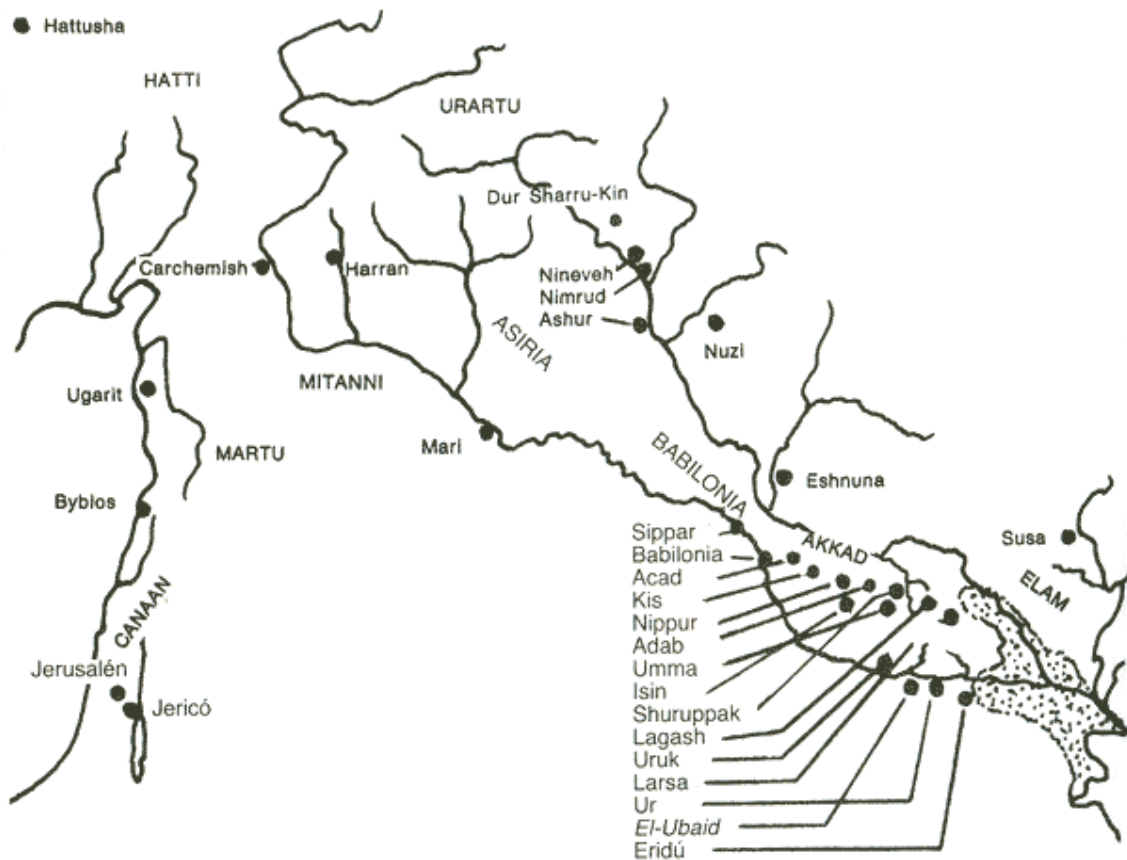 Hattusha
HATTI
URARTU
Dur Sharru-Kin
Carchemish
Harran
Nineveh
Nimrud
Ashur
ASIRIA
Nuzi
MITANNI
Ugarit
MARTU
Mari
BABILONIA
Eshnuna
Byblos
AKKAD
Susa
ELAM
CANAAN
Jerusalén
Jericó
Sippar
Babilonia
Acad
Kis
Nippur
Adab
Umma
Isin
Shuruppak
Lagash
Uruk
Larsa
Ur
El-Ubaid
Eridú